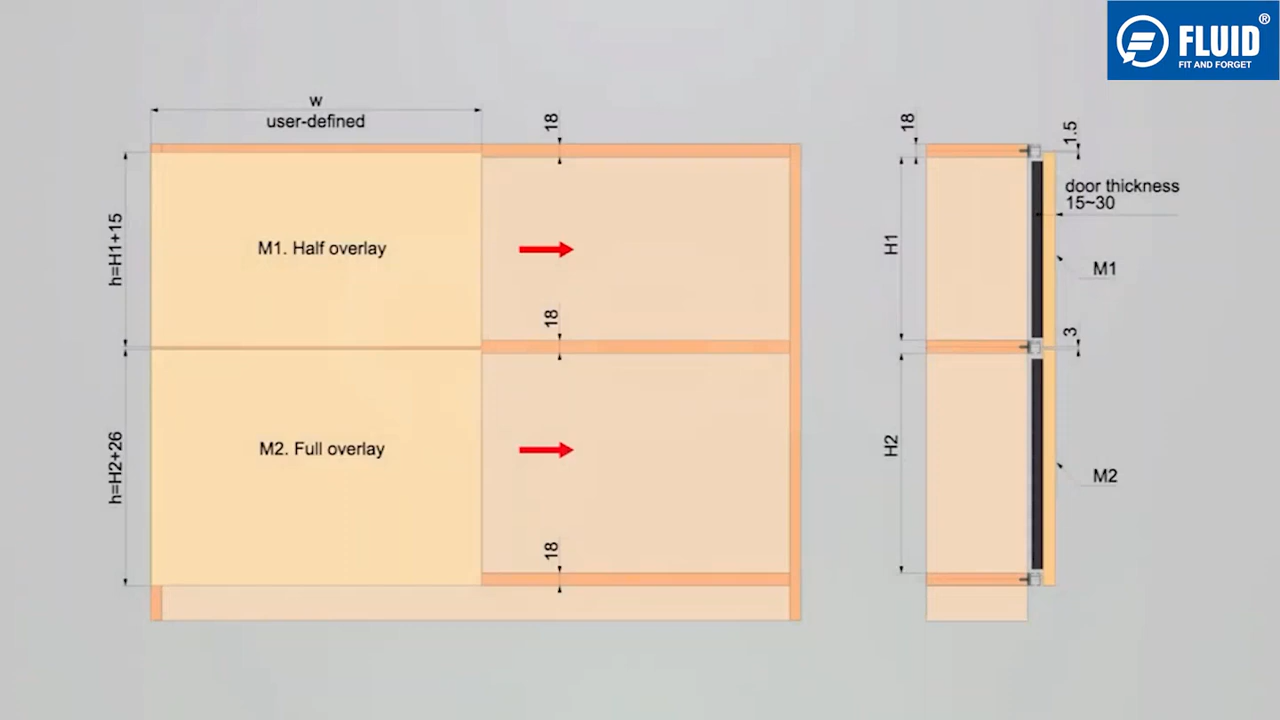 FLUID®
FIT AND FORGET
w
user-defined
18
18
1.5
door thickness
15~30
h=H1+15
M1. Half overlay
H1
M1
18
3
h=H2+26
M2. Full overlay
H2
M2
18